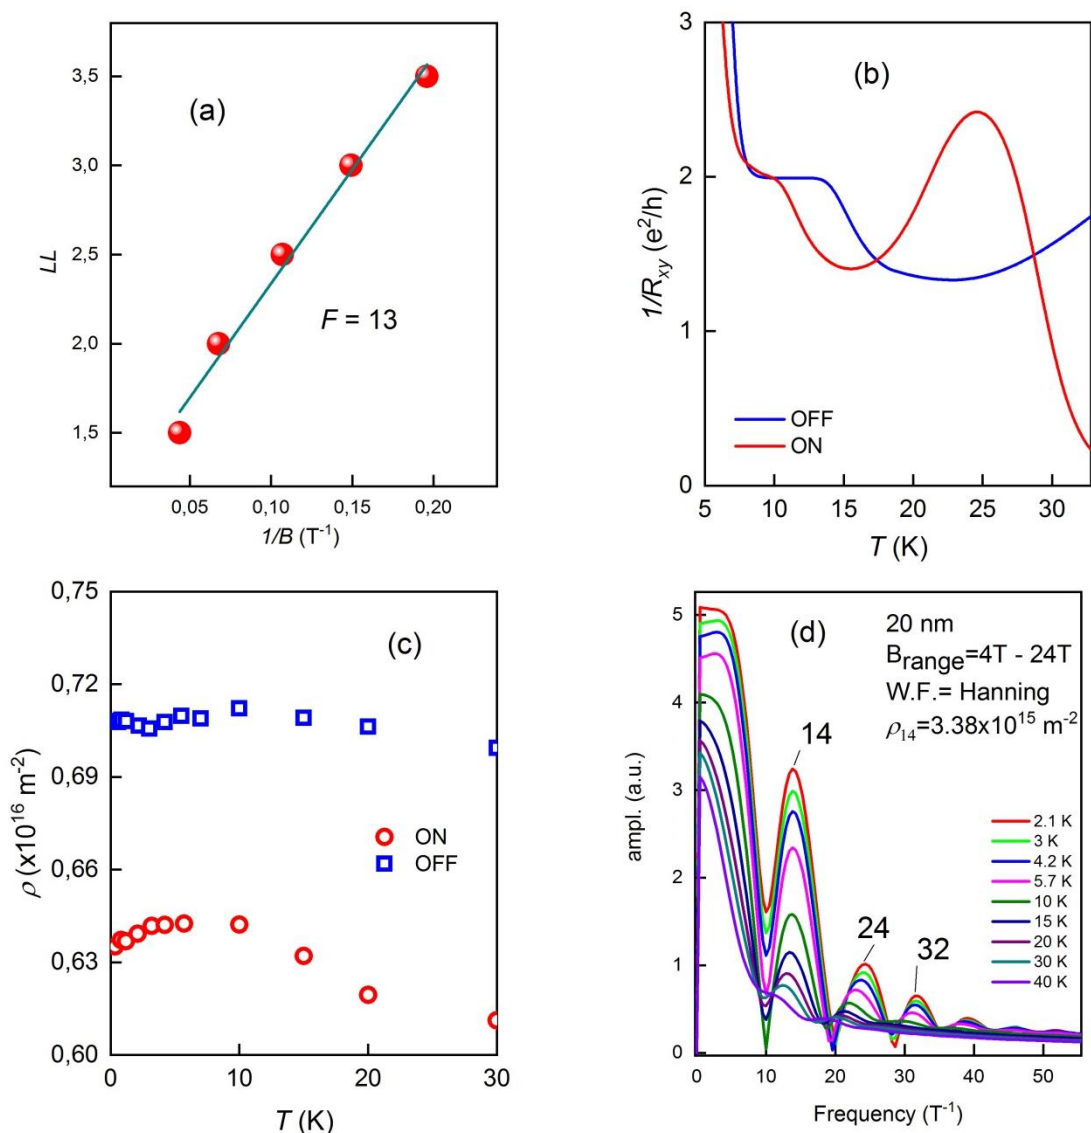 (a)
LL
3,5
3,0
2,5
2,0
1,5
F = 13
0,05 0,10 0,15 0,20
1/B (T⁻¹)
(b)
1/Rxy (e²/h)
3
2
1
0
OFF
ON
5 10 15 20 25 30
T (K)
(c)
ρ (x10¹⁶ m⁻²)
0,75
0,72
0,69
0,66
0,63
0,60
ON
OFF
0 10 20 30
T (K)
(d)
ampl. (a.u.)
5
4
3
2
1
0
20 nm
Brange=4T - 24T
W.F.= Hanning
ρ14=3.38x10¹⁵ m⁻²
14
24
32
2.1 K
3 K
4.2 K
5.7 K
10 K
15 K
20 K
30 K
40 K
0 10 20 30 40 50
Frequency (T⁻¹)